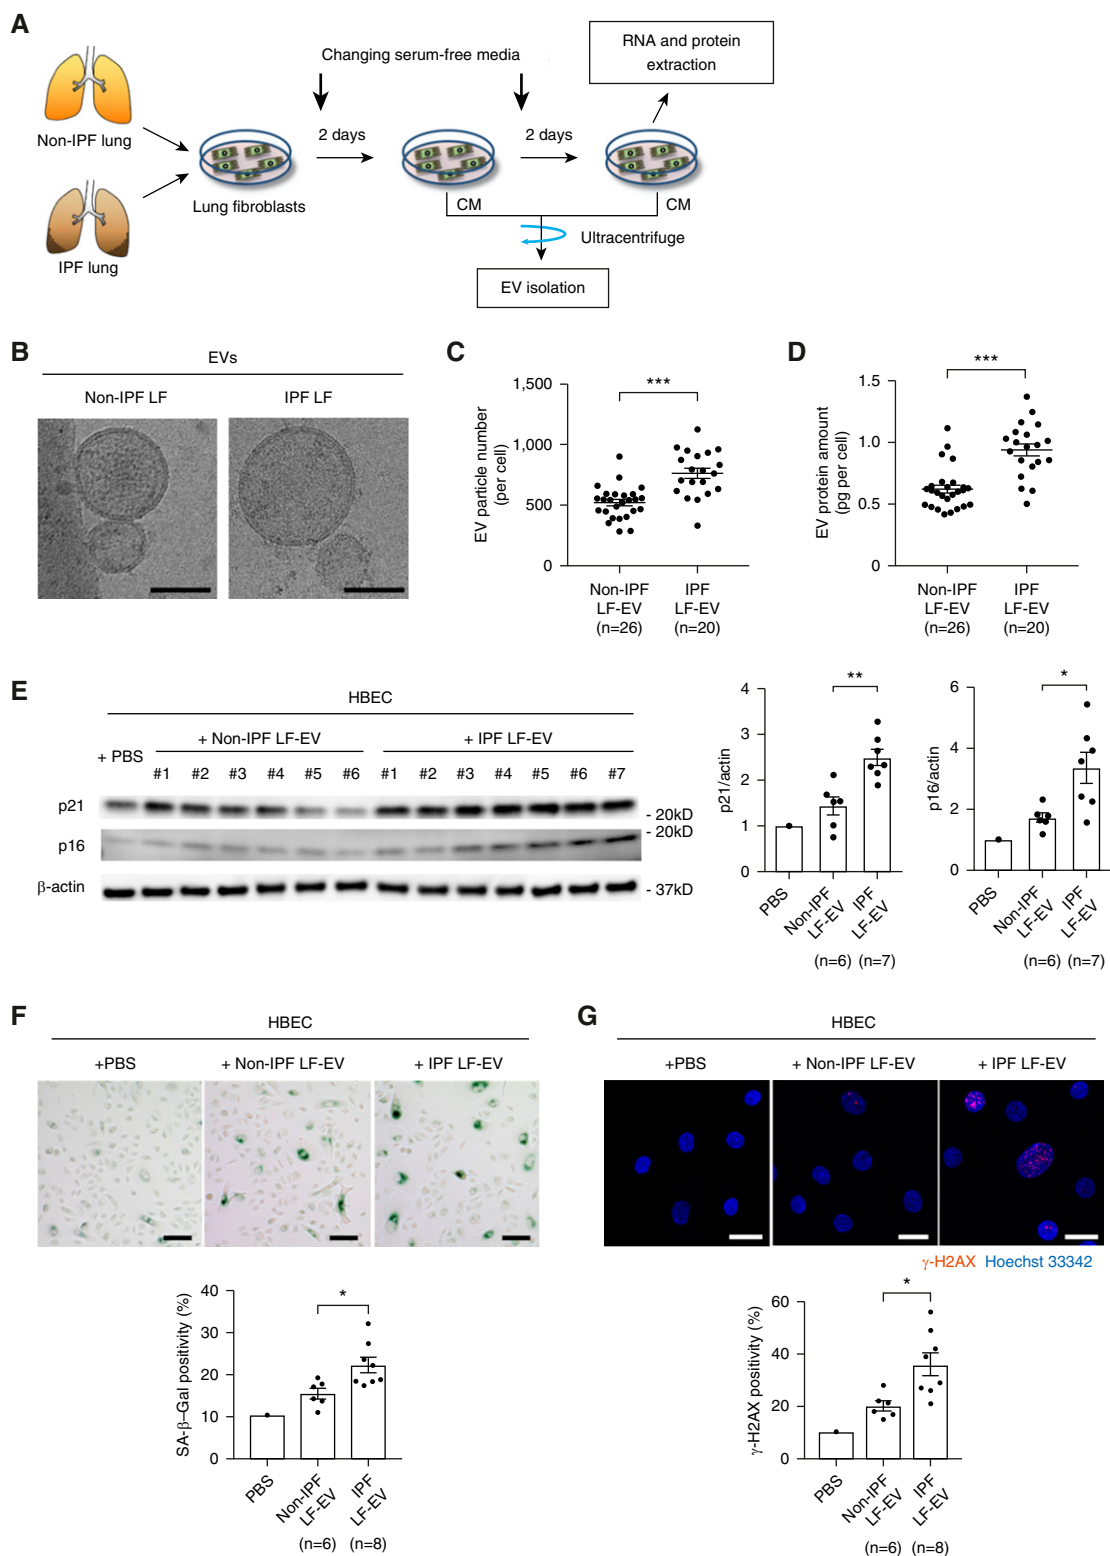 A
Changing serum-free media
RNA and protein
extraction
Non-IPF lung
2 days
2 days
Lung fibroblasts
CM
CM
IPF lung
Ultracentrifuge
EV isolation
B
EVs
Non-IPF LF
IPF LF
C
EV particle number
(per cell)
1,500
1,000
500
0
***
Non-IPF
LF-EV
(n=26)
IPF
LF-EV
(n=20)
D
EV protein amount
(pg per cell)
1.5
1.0
0.5
0
***
Non-IPF
LF-EV
(n=26)
IPF
LF-EV
(n=20)
E
HBEC
+ PBS
+ Non-IPF LF-EV
+ IPF LF-EV
#1 #2 #3 #4 #5 #6 #1 #2 #3 #4 #5 #6 #7
p21
- 20kD
- 20kD
p16
β-actin
- 37kD
p21/actin
4
3
2
1
0
**
PBS
Non-IPF
LF-EV
IPF
LF-EV
(n=6) (n=7)
p16/actin
6
4
2
0
*
PBS
Non-IPF
LF-EV
IPF
LF-EV
(n=6) (n=7)
F
HBEC
+PBS
+ Non-IPF LF-EV
+ IPF LF-EV
SA-β-Gal positivity (%)
40
30
20
10
0
*
PBS
Non-IPF
LF-EV
IPF
LF-EV
(n=6) (n=8)
G
HBEC
+PBS
+ Non-IPF LF-EV
+ IPF LF-EV
γ-H2AX Hoechst 33342
γ-H2AX positivity (%)
60
40
20
0
*
PBS
Non-IPF
LF-EV
IPF
LF-EV
(n=6) (n=8)